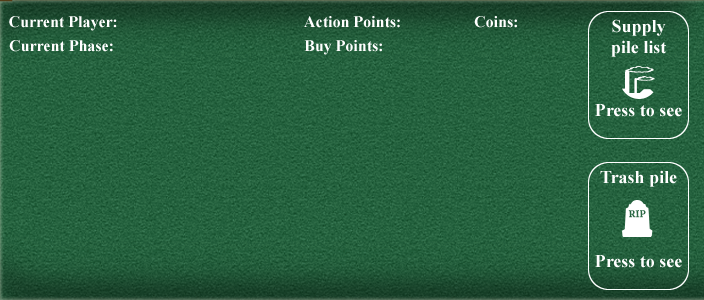 Current Player:
Action Points:
Coins:
Current Phase:
Buy Points:
Supply
pile list
Press to see
Trash pile
RIP
Press to see